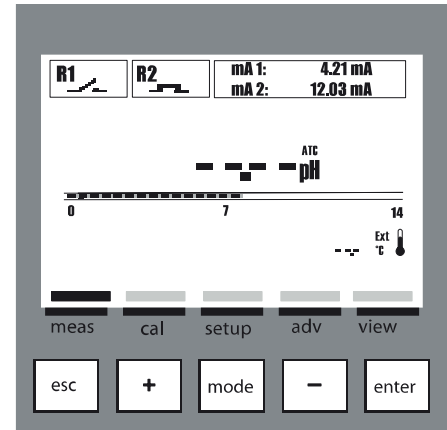 R1 R2 mA 1: 4.21 mA
mA 2: 12.03 mA
ATC
-- -.- - pH
0 7 14
Ext
--.- °C
meas cal setup adv view
esc + mode - enter